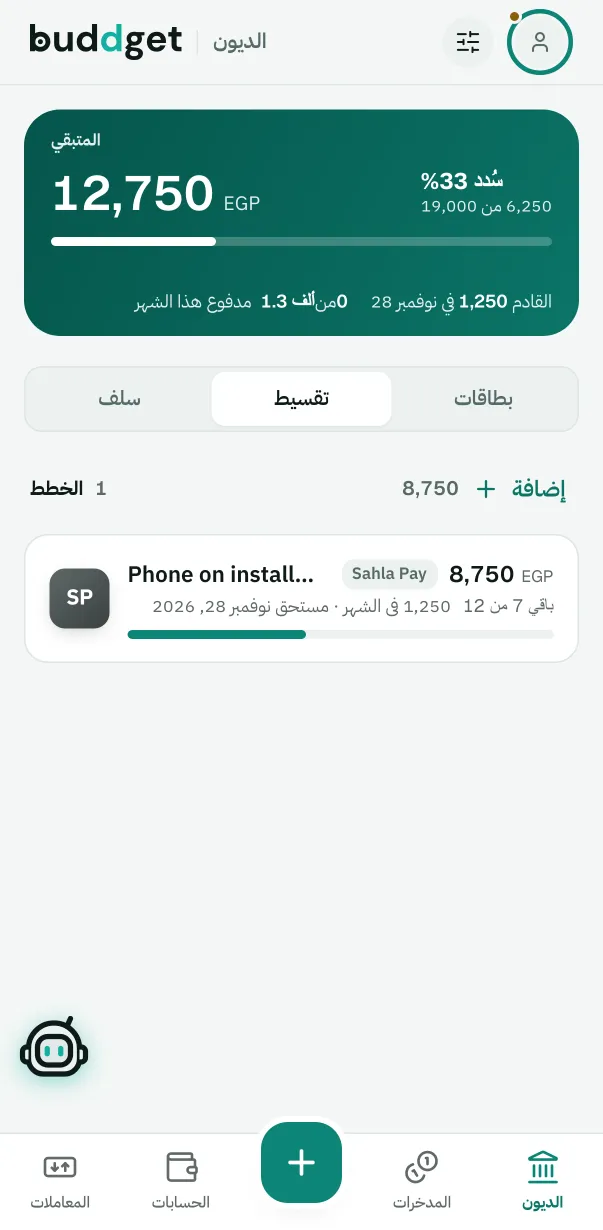 buddget | الديون
المتبقي
12,750 EGP
سُدد 33%
6,250 من 19,000
القادم 1,250 في نوفمبر 28
0من1.3 ألف مدفوع هذا الشهر
بطاقات
تقسيط
سلف
الخطط 1
8,750 + إضافة
SP
Phone on install... Sahla Pay 8,750 EGP
باقي 7 من 12
1,250 في الشهر · مستحق نوفمبر 28, 2026
الديون
المدخرات
الحسابات
المعاملات